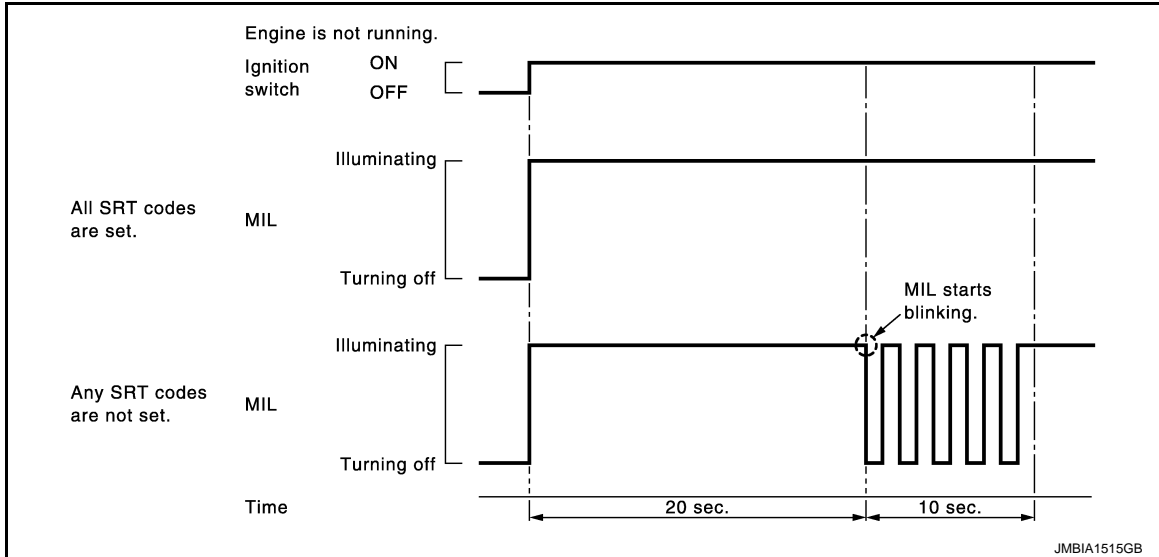 Engine is not running.
Ignition
switch
ON
OFF
Illuminating
All SRT codes
are set.
MIL
Turning off
MIL starts
blinking.
Illuminating
Any SRT codes
are not set.
MIL
Turning off
Time
20 sec.
10 sec.
JMBIA1515GB